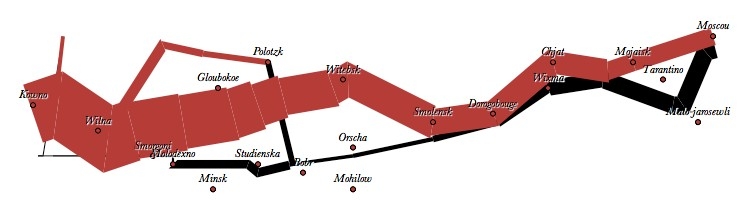 Moscou
Polotzk
Chjat
Mojaisk
Witebsk
Gloubokoe
Wixma
Tarantino
Kowno
Smolensk
Dorogobouge
Malo-jarosewli
Wilna
Orscha
Smorgoni
Molodexno
Studienska
Bobr
Minsk
Mohilow